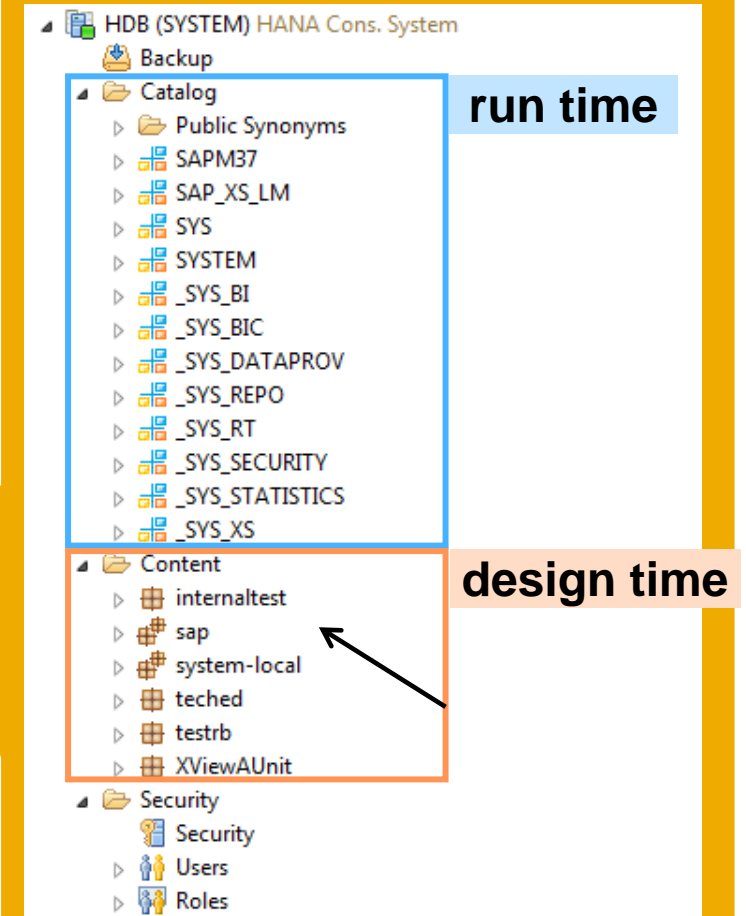 HDB (SYSTEM) HANA Cons. System
Backup
Catalog
run time
Public Synonyms
SAPM37
SAP_XS_LM
SYS
SYSTEM
_SYS_BI
_SYS_BIC
_SYS_DATAPROV
_SYS_REPO
_SYS_RT
_SYS_SECURITY
_SYS_STATISTICS
_SYS_XS
Content
design time
internaltest
sap
system-local
teched
testrb
XViewAUnit
Security
Security
Users
Roles